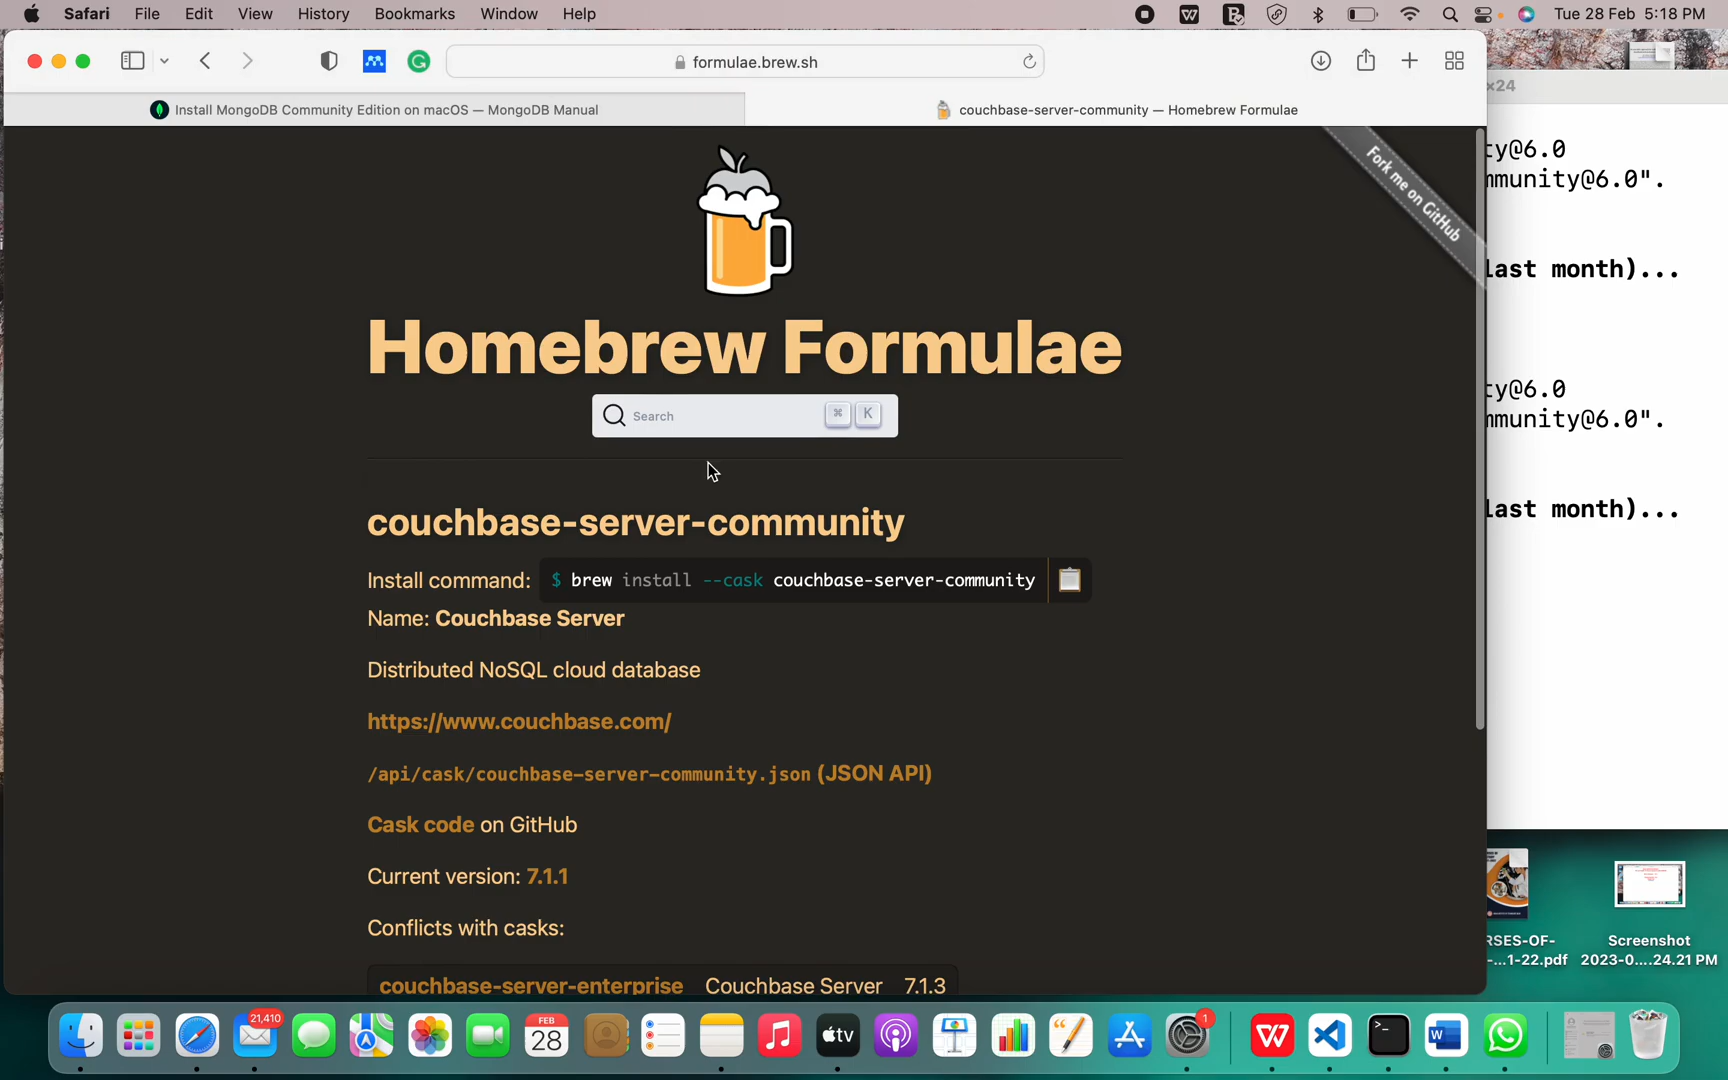 Safari File Edit View History Bookmarks Window Help Tue 28 Feb 5:18 PM
formulae.brew.sh
Install MongoDB Community Edition on macOS — MongoDB Manual
couchbase-server-community — Homebrew Formulae
×24
Fork me on GitHub
ty@6.0
mmunity@6.0".
last month)...
ty@6.0
mmunity@6.0".
last month)...
Homebrew Formulae
Search ⌘ K
couchbase-server-community
Install command: $ brew install --cask couchbase-server-community
Name: Couchbase Server
Distributed NoSQL cloud database
https://www.couchbase.com/
/api/cask/couchbase-server-community.json (JSON API)
Cask code on GitHub
Current version: 7.1.1
Conflicts with casks:
couchbase-server-enterprise Couchbase Server 7.1.3
RSES-OF-
-...1-22.pdf
Screenshot
2023-0....24.21 PM
21,410
FEB
28
tv
1